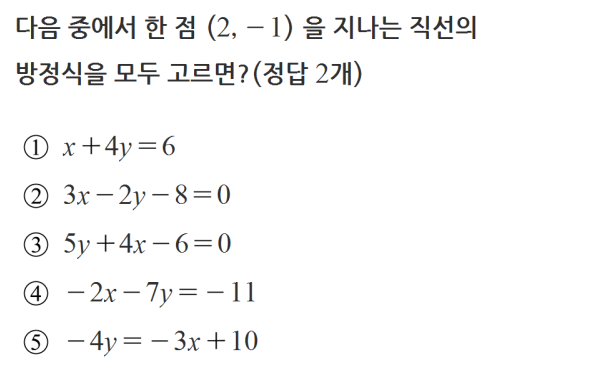 다음 중에서 한 점 (2, −1) 을 지나는 직선의
방정식을 모두 고르면?(정답 2개)
① x+4y=6
② 3x−2y−8=0
③ 5y+4x−6=0
④ −2x−7y=−11
⑤ −4y=−3x+10